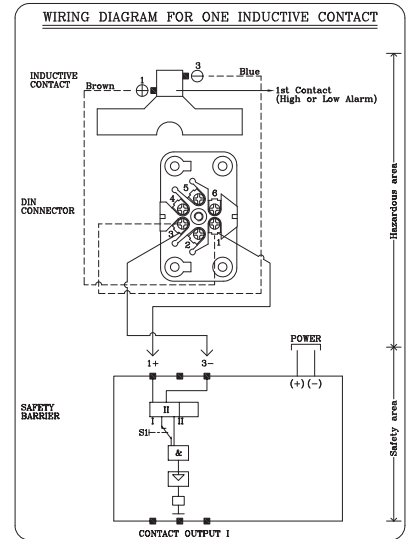 WIRING DIAGRAM FOR ONE INDUCTIVE CONTACT
3
INDUCTIVE
CONTACT
Brown
1
Blue
1st Contact
(High or Low Alarm)
Hazardous area
DIN
CONNECTOR
5
6
4
3
2
1
POWER
1+
3-
(+) (-)
SAFETY
BARRIER
II
I
II
S1
&
Safety area
CONTACT OUTPUT I